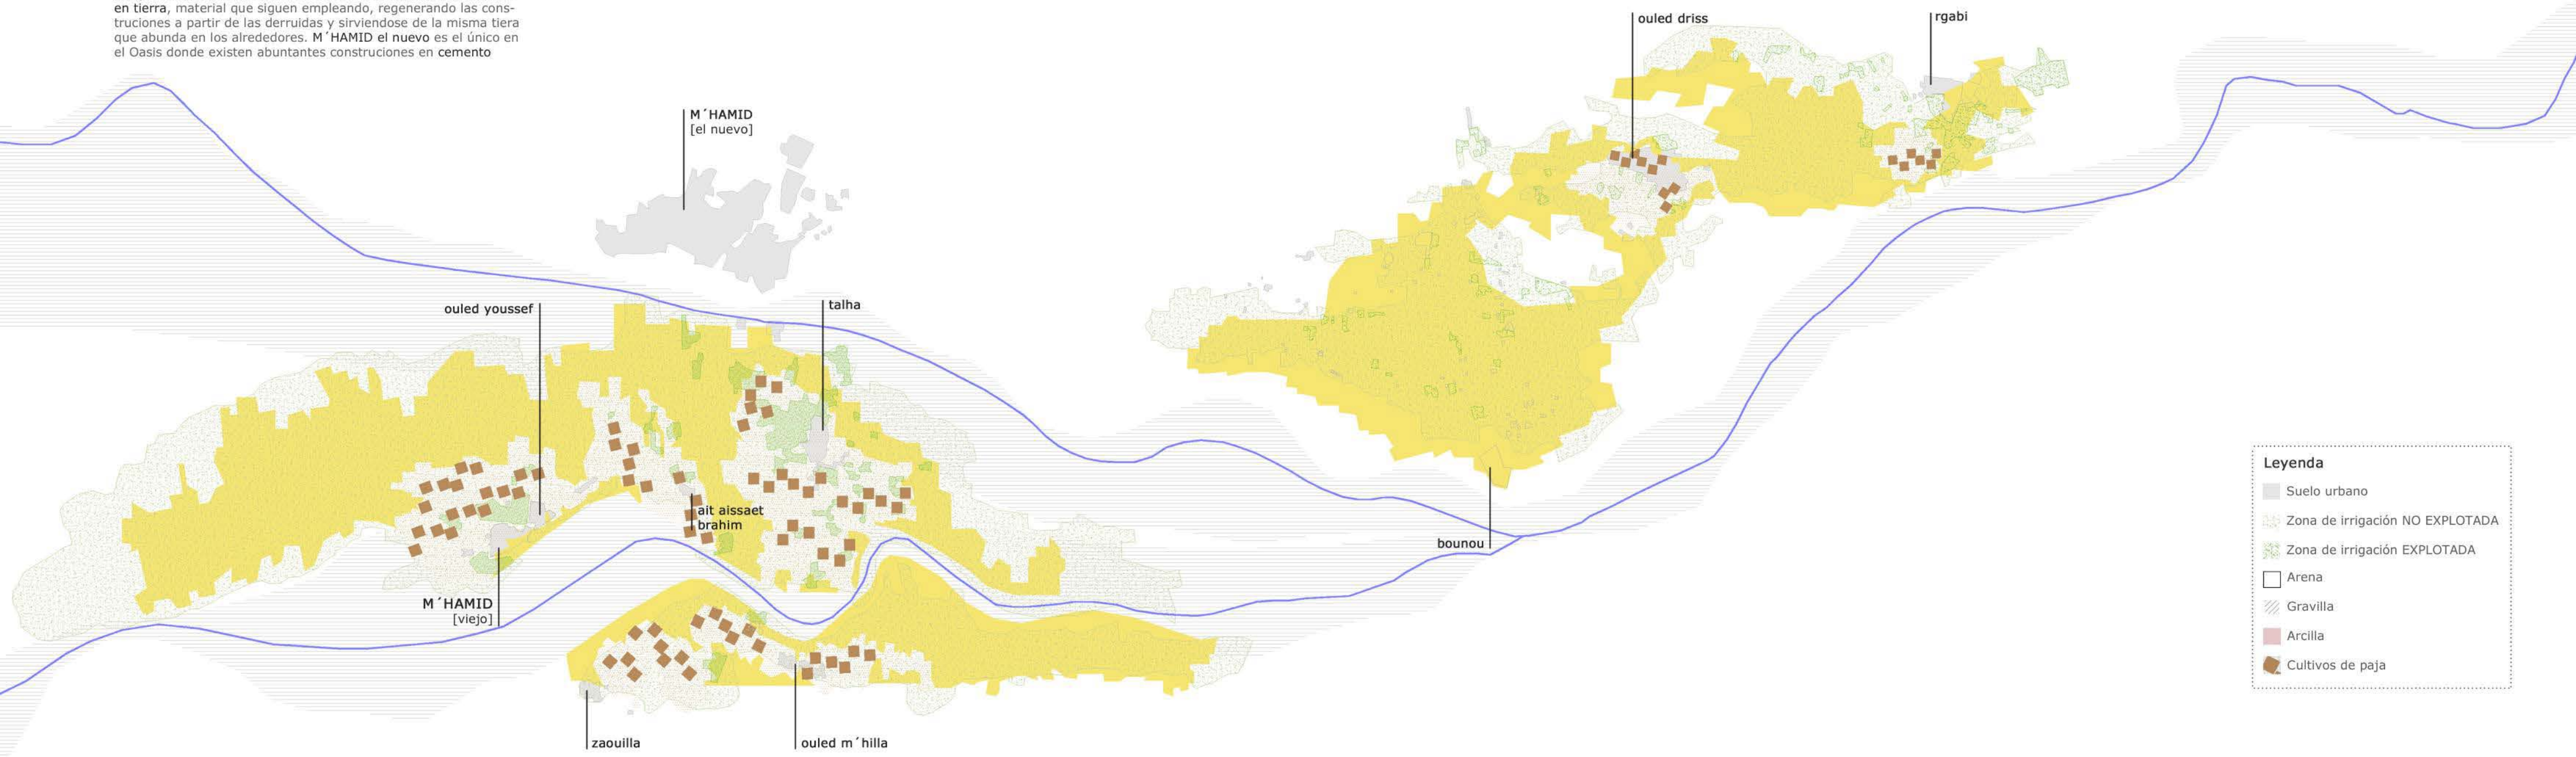 en tierra, material que siguen empleando, regenerando las cons-
truciones a partir de las derruidas y sirviendose de la misma tiera
que abunda en los alrededores. M´HAMID el nuevo es el único en
el Oasis donde existen abuntantes construciones en cemento
ouled driss
rgabi
M´HAMID
[el nuevo]
ouled youssef
talha
ait aissaet
brahim
bounou
M´HAMID
[viejo]
zaouilla
ouled m´hilla
Leyenda
Suelo urbano
Zona de irrigación NO EXPLOTADA
Zona de irrigación EXPLOTADA
Arena
Gravilla
Arcilla
Cultivos de paja